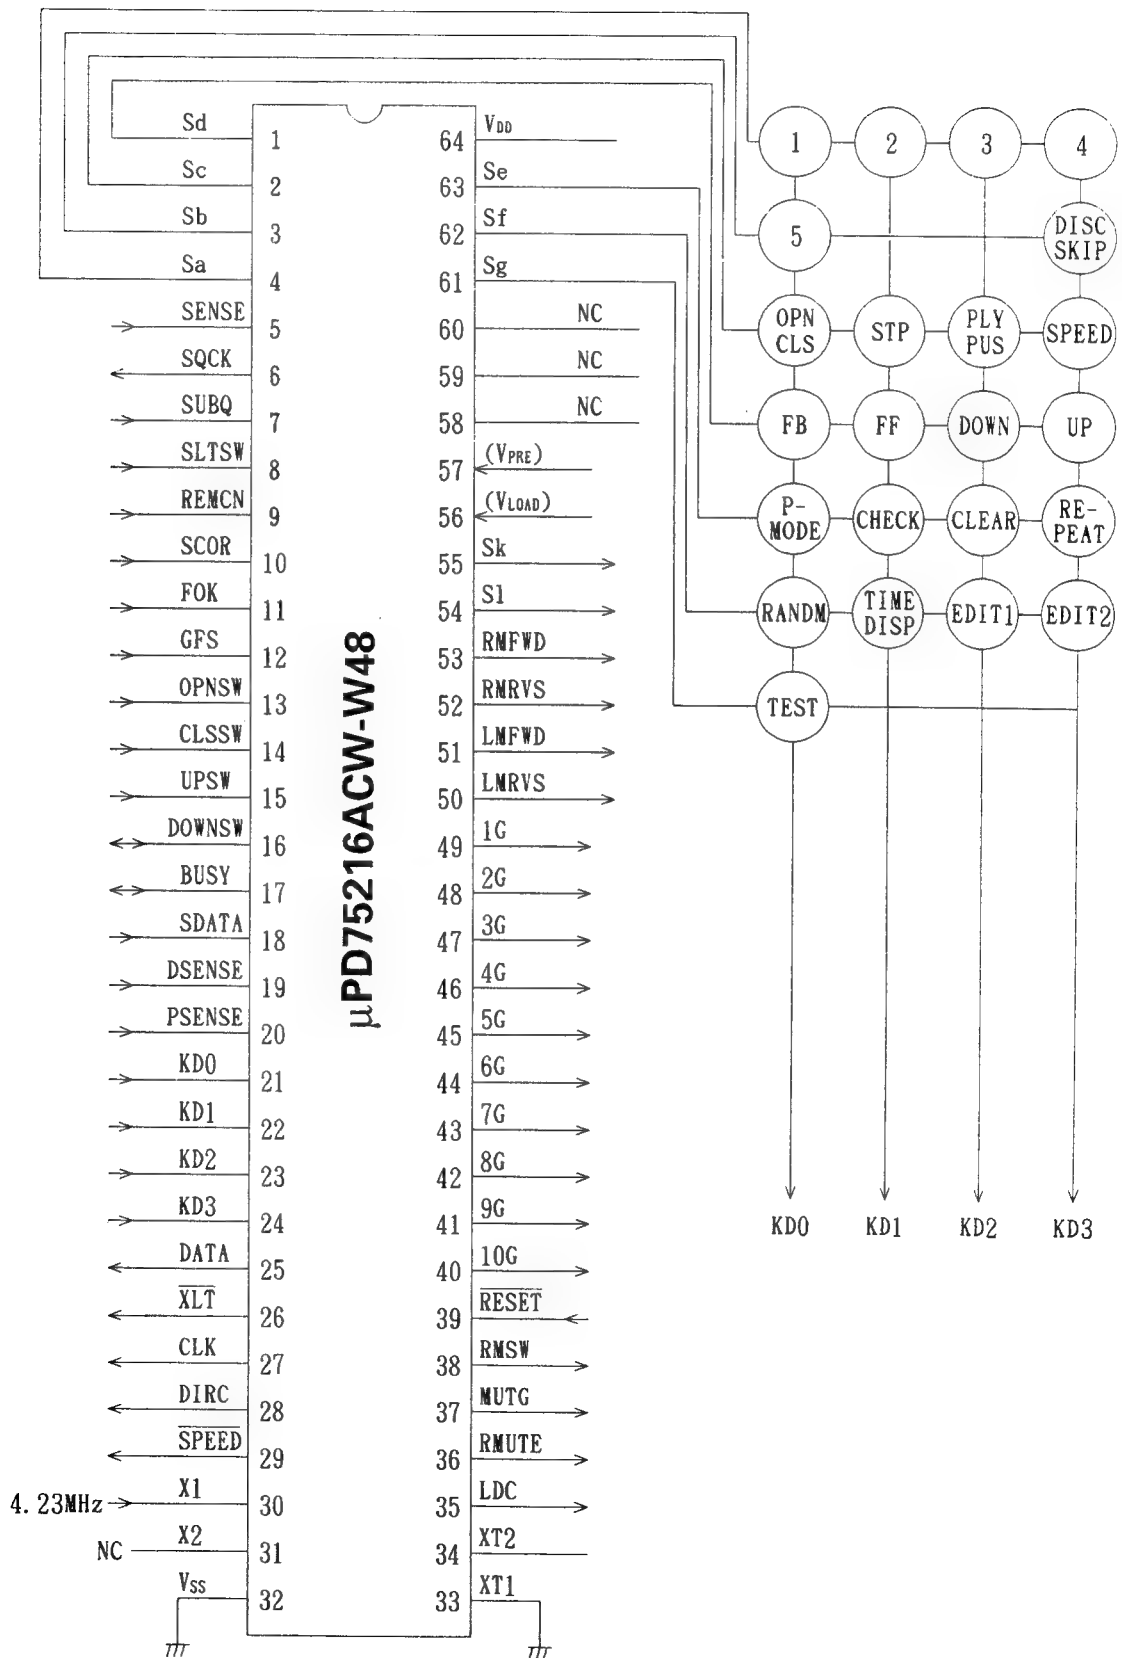 Sd 1 64 VDD
Sc 2 63 Se
Sb 3 62 Sf
Sa 4 61 Sg
SENSE 5 60 NC
SQCK 6 59 NC
SUBQ 7 58 NC
SLTSW 8 57 (VPRE)
REMCN 9 56 (VLOAD)
SCOR 10 55 Sk
FOK 11 54 Sl
GFS 12 53 RMFWD
OPNSW 13 52 RMRVS
CLSSW 14 51 LMFWD
UPSW 15 50 LMRVS
DOWNSW 16 49 1G
BUSY 17 48 2G
SDATA 18 47 3G
DSENSE 19 46 4G
PSENSE 20 45 5G
KD0 21 44 6G
KD1 22 43 7G
KD2 23 42 8G
KD3 24 41 9G
DATA 25 40 10G
XLT 26 39 RESET
CLK 27 38 RMSW
DIRC 28 37 MUTG
SPEED 29 36 RMUTE
4.23MHz X1 30 35 LDC
NC X2 31 34 XT2
Vss 32 33 XT1
μPD75216ACW-W48
1 2 3 4
5 DISC
SKIP
OPN
CLS
STP
PLY
PUS
SPEED
FB FF DOWN UP
P-
MODE
CHECK CLEAR
RE-
PEAT
RANDM
TIME
DISP
EDIT1 EDIT2
TEST
KD0 KD1 KD2 KD3